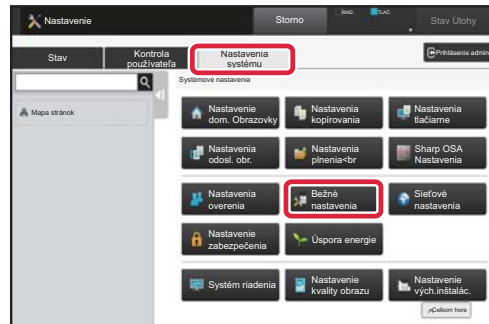 Nastavenie
Storno
RIAD.
TLAČ.
Stav Úlohy
Stav
Kontrola
používateľa
Nastavenia
systému
Prihlásenie admin
Systémové nastavenia
Mapa stránok
Nastavenie
dom. Obrazovky
Nastavenia
kopírovania
Nastavenia
tlačiarne
Nastavenia
odosl. obr.
Nastavenia
plnenia<br
Sharp OSA
Nastavenia
Nastavenia
overenia
Bežné
nastavenia
Sieťové
nastavenia
Nastavenie
zabezpečenia
Úspora energie
Systém riadenia
Nastavenie
kvality obrazu
Nastavenie
vých.inštalác.
Celkom hore